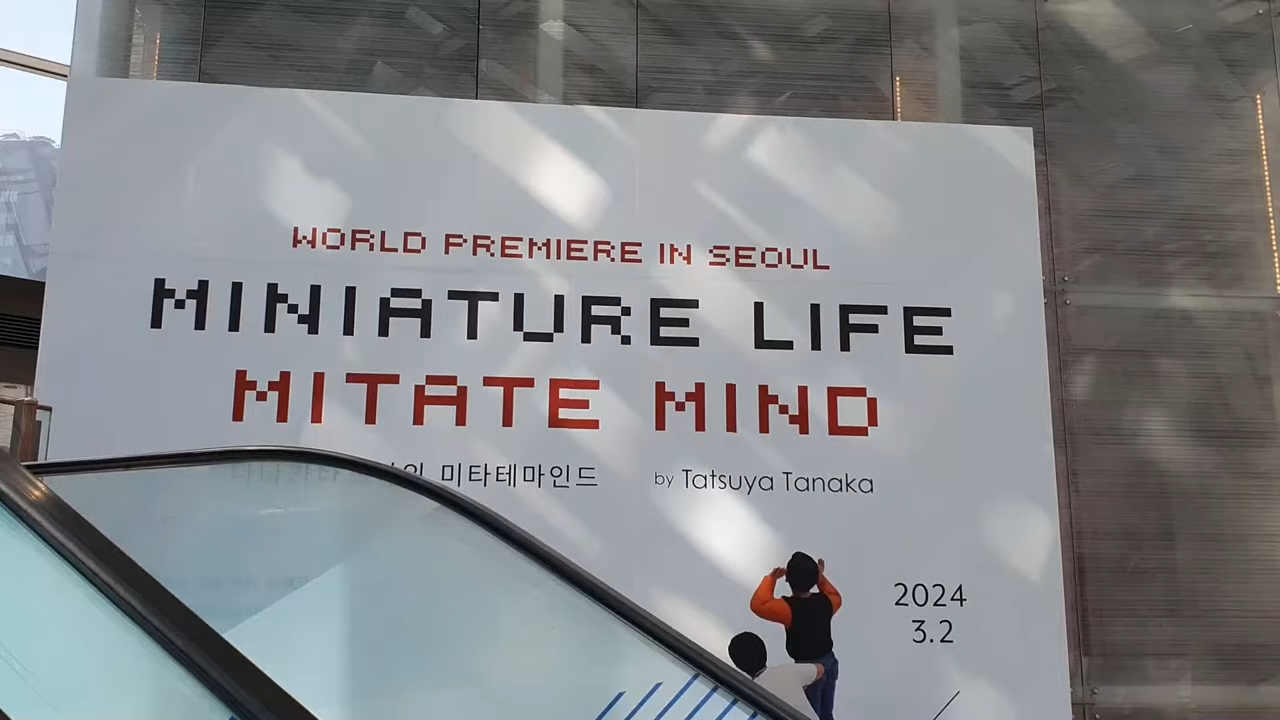 WORLD PREMIERE IN SEOUL
MINIATURE LIFE
MITATE MIND
미타테마인드 by Tatsuya Tanaka
2024
3.2